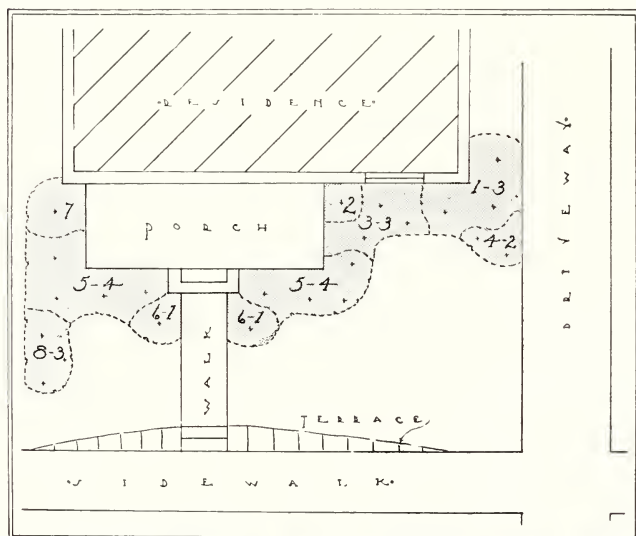 ·RESIDENCE·
1-3
2
7
3-3
PORCH
4-2
5-4
5-4
6-1
6-1
8-3
WALK
DRIVEWAY·
TERRACE
·SIDEWALK·